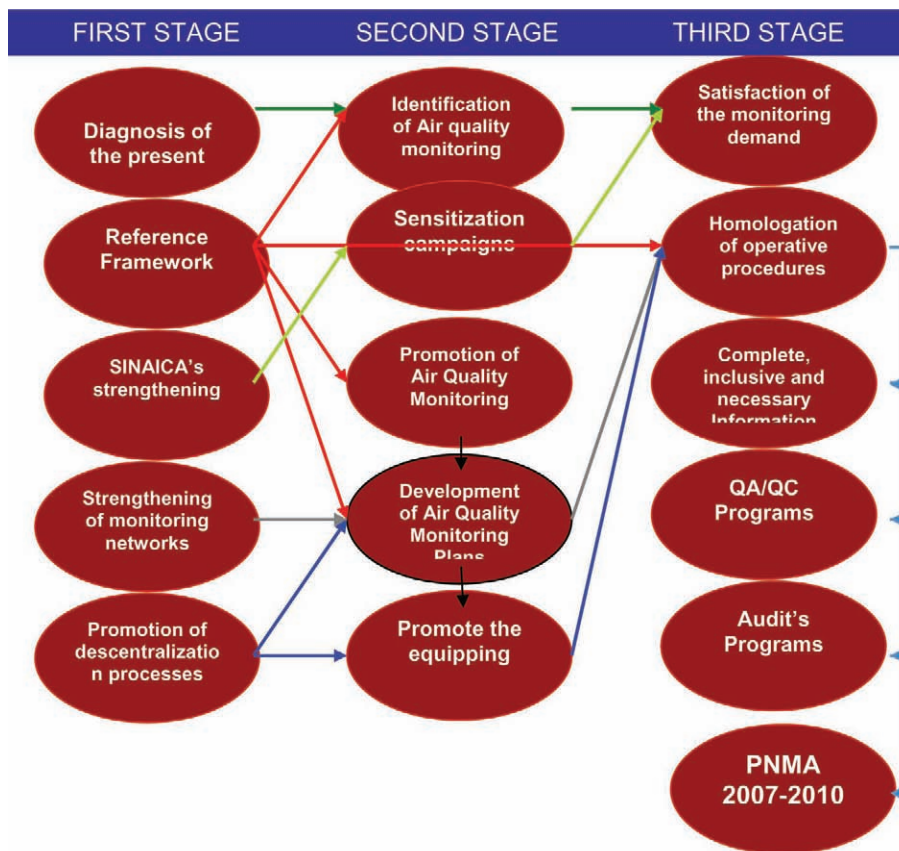 FIRST STAGE
SECOND STAGE
THIRD STAGE
Diagnosis of
the present
Reference
Framework
SINAICA's
strengthening
Strengthening
of monitoring
networks
Promotion of
descentralizatio
n processes
Identification
of Air quality
monitoring
Sensitization
campaigns
Promotion of
Air Quality
Monitoring
Development
of Air Quality
Monitoring
Plans
Promote the
equipping
Satisfaction of
the monitoring
demand
Homologation
of operative
procedures
Complete,
inclusive and
necessary
Information
QA/QC
Programs
Audit's
Programs
PNMA
2007-2010